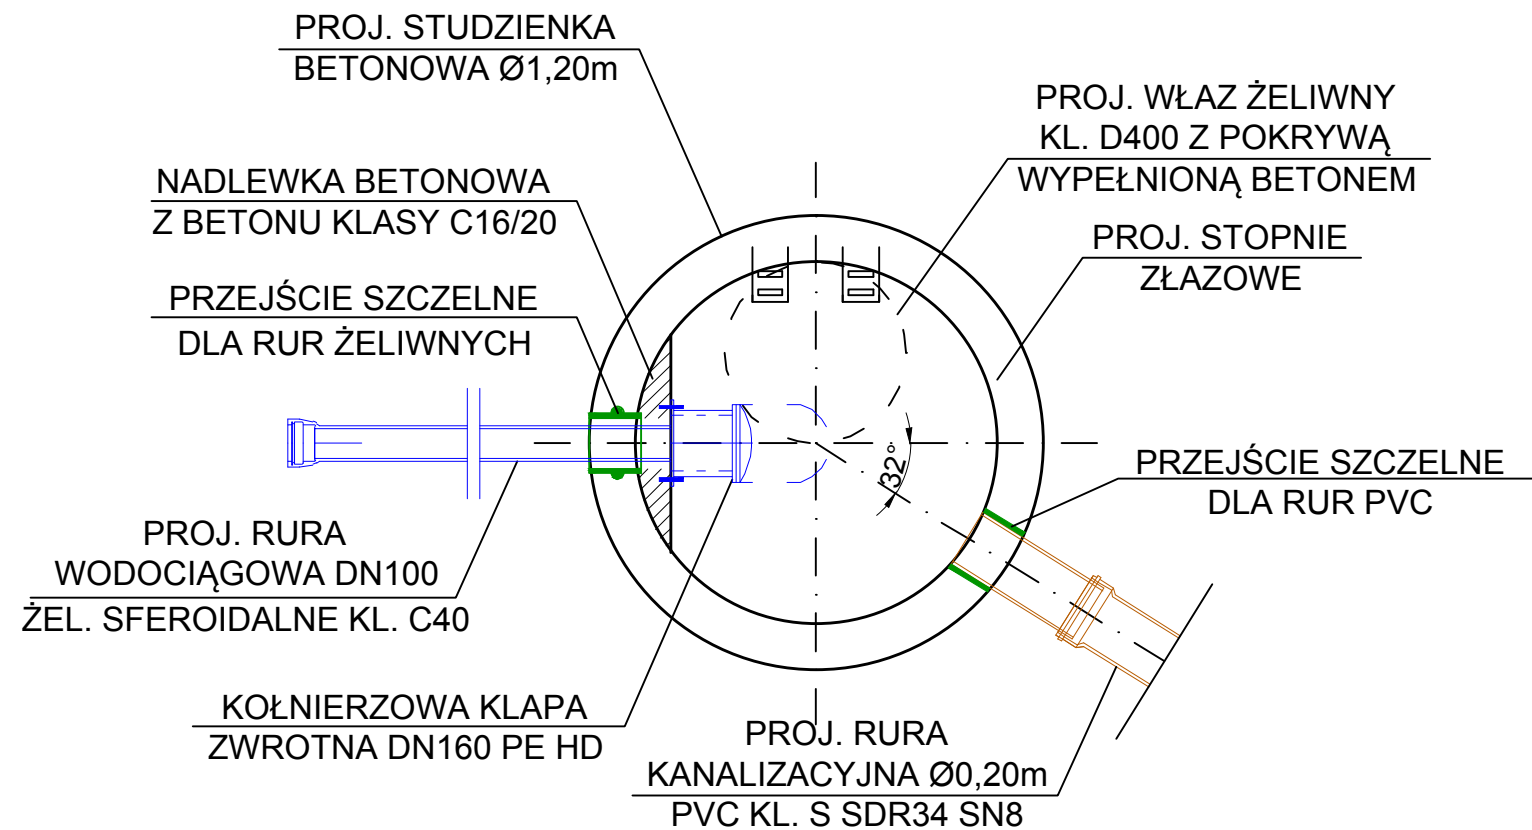 PROJ. STUDZIENKA
BETONOWA Ø1,20m
PROJ. WŁAZ ŻELIWNY
KL. D400 Z POKRYWĄ
WYPEŁNIONĄ BETONEM
NADLEWKA BETONOWA
Z BETONU KLASY C16/20
PROJ. STOPNIE
ZŁAZOWE
PRZEJŚCIE SZCZELNE
DLA RUR ŻELIWNYCH
32°
PRZEJŚCIE SZCZELNE
DLA RUR PVC
PROJ. RURA
WODOCIĄGOWA DN100
ŻEL. SFEROIDALNE KL. C40
KOŁNIERZOWA KLAPA
ZWROTNA DN160 PE HD
PROJ. RURA
KANALIZACYJNA Ø0,20m
PVC KL. S SDR34 SN8